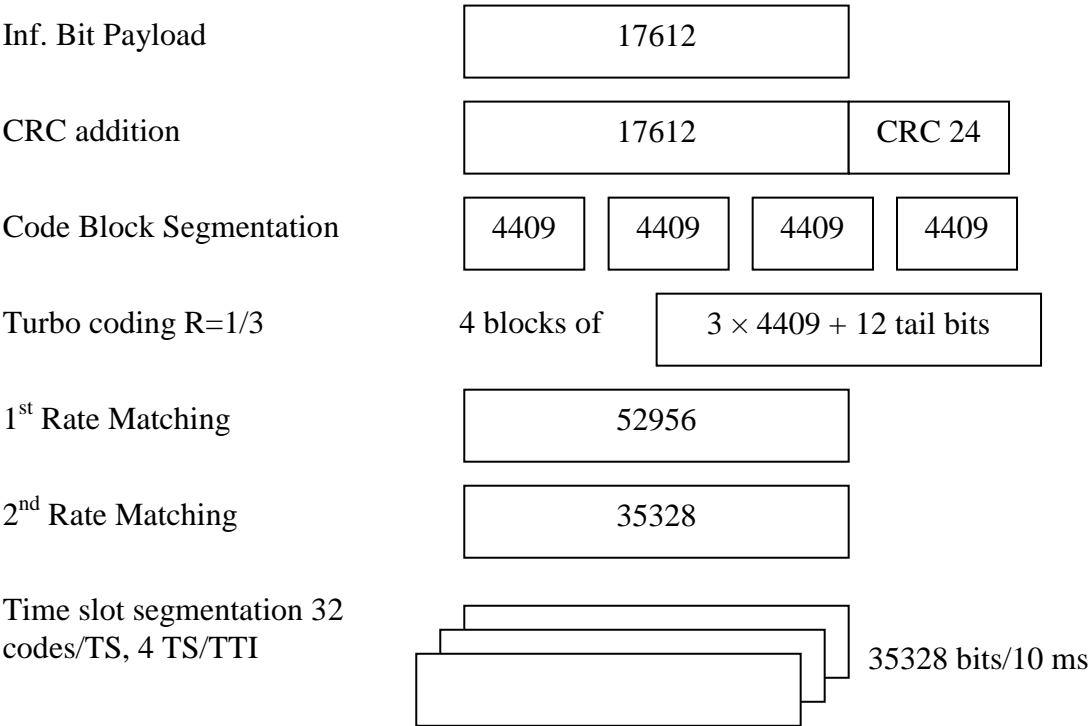 Inf. Bit Payload 17612
CRC addition 17612 CRC 24
Code Block Segmentation 4409 4409 4409 4409
Turbo coding R=1/3 4 blocks of 3 × 4409 + 12 tail bits
1st Rate Matching 52956
2nd Rate Matching 35328
Time slot segmentation 32
codes/TS, 4 TS/TTI
35328 bits/10 ms